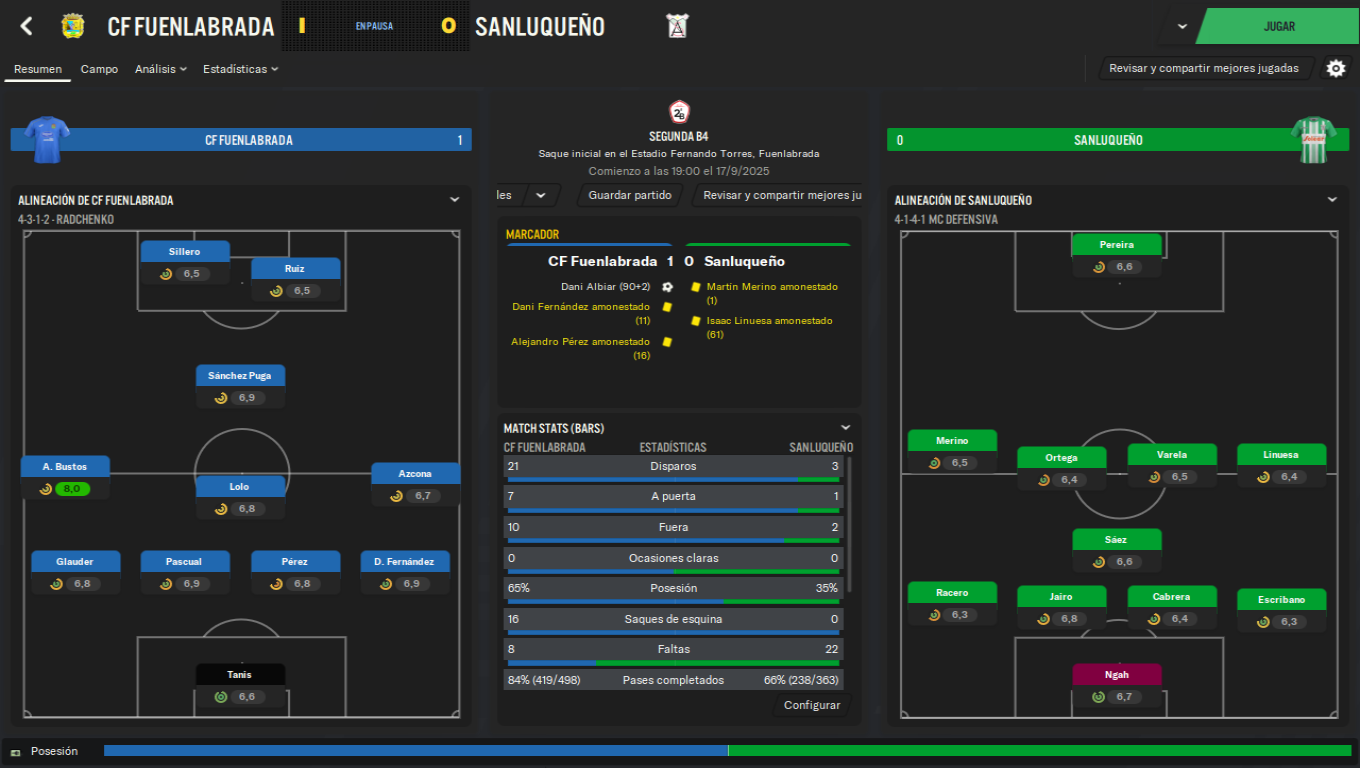 CF FUENLABRADA 1 EN PAUSA 0 SANLUQUEÑO
JUGAR
Resumen Campo Análisis Estadísticas
Revisar y compartir mejores jugadas
CF FUENLABRADA 1
ALINEACIÓN DE CF FUENLABRADA
4-3-1-2 - RADCHENKO
Sillero
6,5
Ruiz
6,5
Sánchez Puga
6,9
A. Bustos
8,0
Lolo
6,8
Azcona
6,7
Glauder
6,8
Pascual
6,9
Pérez
6,8
D. Fernández
6,9
Tanis
6,6
2ªB
SEGUNDA B4
Saque inicial en el Estadio Fernando Torres, Fuenlabrada
Comienzo a las 19:00 el 17/9/2025
les Guardar partido Revisar y compartir mejores ju
MARCADOR
CF Fuenlabrada 1 0 Sanluqueño
Dani Albiar (90+2)
Dani Fernández amonestado
(11)
Alejandro Pérez amonestado
(16)
Martin Merino amonestado
(1)
Isaac Linuesa amonestado
(61)
MATCH STATS (BARS)
CF FUENLABRADA ESTADÍSTICAS SANLUQUEÑO
21 Disparos 3
7 A puerta 1
10 Fuera 2
0 Ocasiones claras 0
65% Posesión 35%
16 Saques de esquina 0
8 Faltas 22
84% (419/498) Pases completados 66% (238/363)
Configurar
0 SANLUQUEÑO
ALINEACIÓN DE SANLUQUEÑO
4-1-4-1 MC DEFENSIVA
Pereira
6,6
Merino
6,5
Ortega
6,4
Varela
6,5
Linuesa
6,4
Sáez
6,6
Racero
6,3
Jairo
6,8
Cabrera
6,4
Escribano
6,3
Ngah
6,7
Posesión